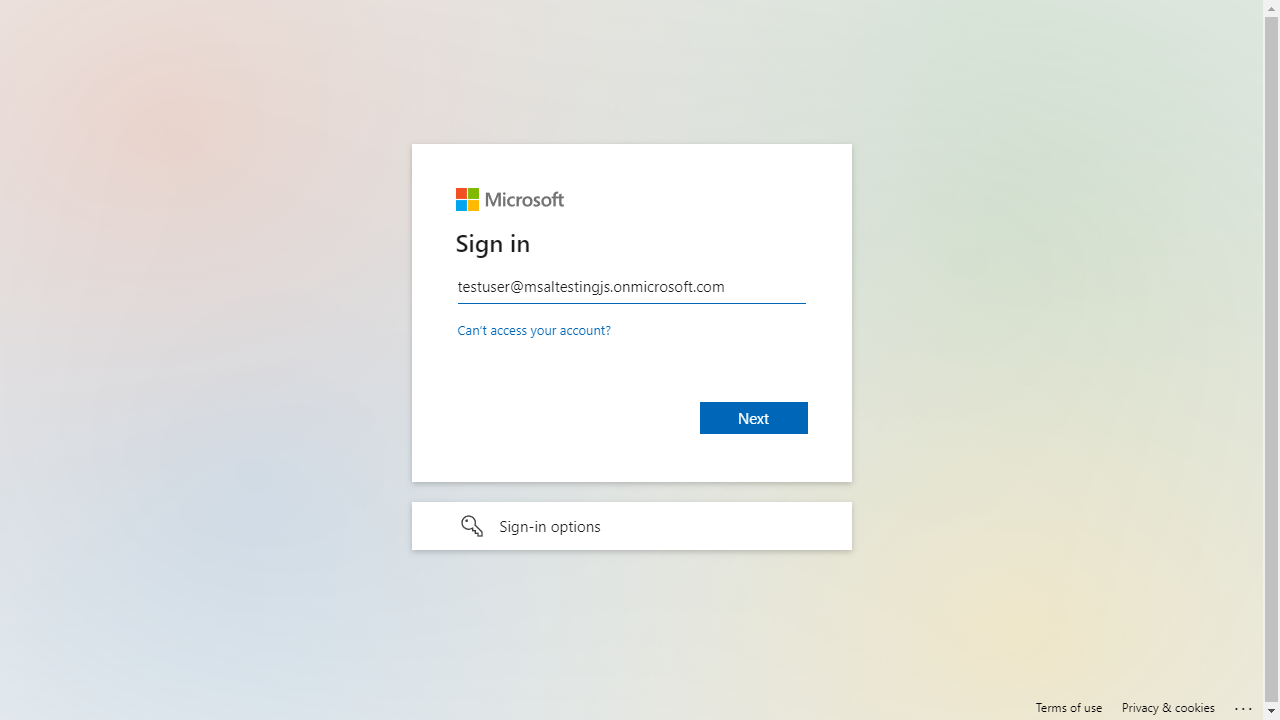 Microsoft
Sign in
testuser@msaltestingjs.onmicrosoft.com
Can't access your account?
Next
Sign-in options
Terms of use Privacy & cookies ...